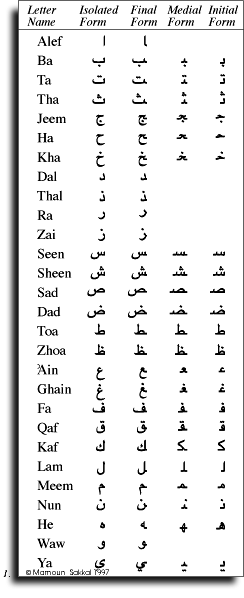 Letter Name Isolated Form Final Form Medial Form Initial Form
Alef ا ـا
Ba ب ـب ـبـ بـ
Ta ت ـت ـتـ تـ
Tha ث ـث ـثـ ثـ
Jeem ج ـج ـجـ جـ
Ha ح ـح ـحـ حـ
Kha خ ـخ ـخـ خـ
Dal د ـد
Thal ذ ـذ
Ra ر ـر
Zai ز ـز
Seen س ـس ـسـ سـ
Sheen ش ـش ـشـ شـ
Sad ص ـص ـصـ صـ
Dad ض ـض ـضـ ضـ
Toa ط ـط ـطـ طـ
Zhoa ظ ـظ ـظـ ظـ
'Ain ع ـع ـعـ عـ
Ghain غ ـغ ـغـ غـ
Fa ف ـف ـفـ فـ
Qaf ق ـق ـقـ قـ
Kaf ك ـك ـكـ كـ
Lam ل ـل ـلـ لـ
Meem م ـم ـمـ مـ
Nun ن ـن ـنـ نـ
He ه ـه ـهـ هـ
Waw و ـو
Ya ي ـي ـيـ يـ
1. © Mamoun Sakkal 1997